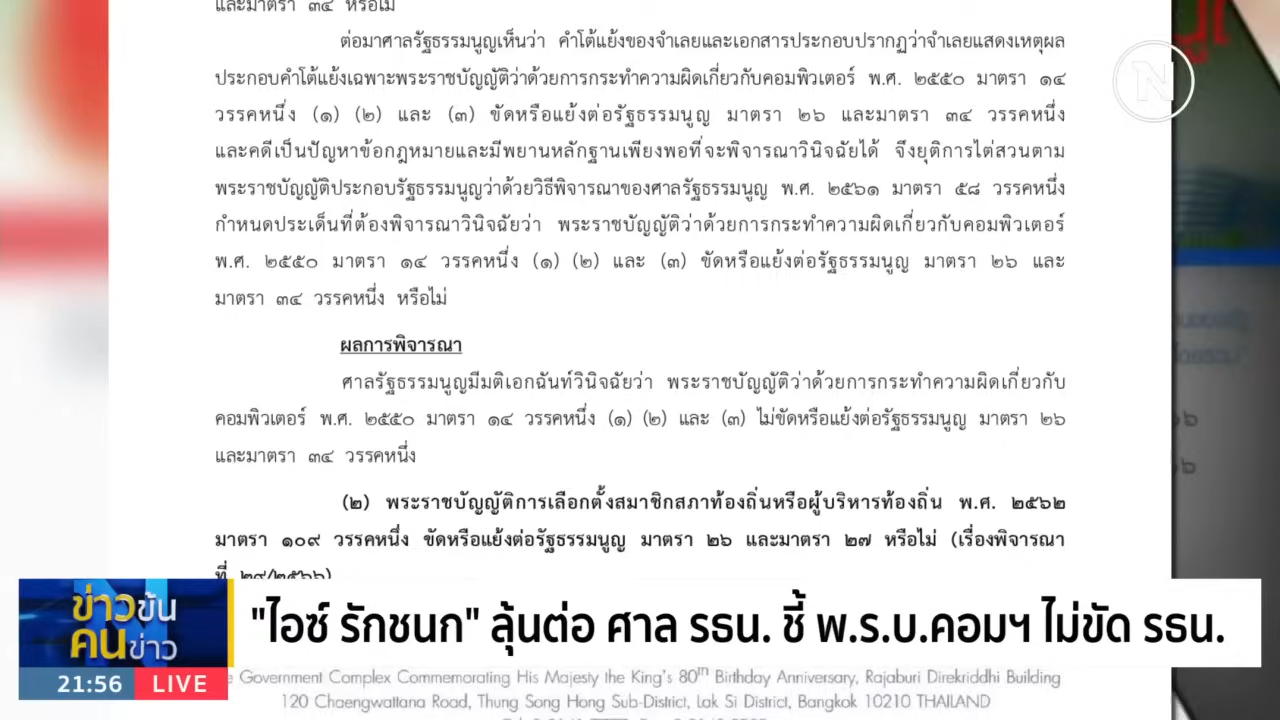 และมาตรา ๓๔ หรือไม่
ต่อมาศาลรัฐธรรมนูญเห็นว่า คำโต้แย้งของจำเลยและเอกสารประกอบปรากฏว่าจำเลยแสดงเหตุผล
ประกอบคำโต้แย้งเฉพาะพระราชบัญญัติว่าด้วยการกระทำความผิดเกี่ยวกับคอมพิวเตอร์ พ.ศ. ๒๕๕๐ มาตรา ๑๔
วรรคหนึ่ง (๑) (๒) และ (๓) ขัดหรือแย้งต่อรัฐธรรมนูญ มาตรา ๒๖ และมาตรา ๓๔ วรรคหนึ่ง
และคดีเป็นปัญหาข้อกฎหมายและมีพยานหลักฐานเพียงพอที่จะพิจารณาวินิจฉัยได้ จึงยุติการไต่สวนตาม
พระราชบัญญัติประกอบรัฐธรรมนูญว่าด้วยวิธีพิจารณาของศาลรัฐธรรมนูญ พ.ศ. ๒๕๖๑ มาตรา ๕๘ วรรคหนึ่ง
กำหนดประเด็นที่ต้องพิจารณาวินิจฉัยว่า พระราชบัญญัติว่าด้วยการกระทำความผิดเกี่ยวกับคอมพิวเตอร์
พ.ศ. ๒๕๕๐ มาตรา ๑๔ วรรคหนึ่ง (๑) (๒) และ (๓) ขัดหรือแย้งต่อรัฐธรรมนูญ มาตรา ๒๖ และ
มาตรา ๓๔ วรรคหนึ่ง หรือไม่
ผลการพิจารณา
ศาลรัฐธรรมนูญมีมติเอกฉันท์วินิจฉัยว่า พระราชบัญญัติว่าด้วยการกระทำความผิดเกี่ยวกับ
คอมพิวเตอร์ พ.ศ. ๒๕๕๐ มาตรา ๑๔ วรรคหนึ่ง (๑) (๒) และ (๓) ไม่ขัดหรือแย้งต่อรัฐธรรมนูญ มาตรา ๒๖
และมาตรา ๓๔ วรรคหนึ่ง
(๒) พระราชบัญญัติการเลือกตั้งสมาชิกสภาท้องถิ่นหรือผู้บริหารท้องถิ่น พ.ศ. ๒๕๖๒
มาตรา ๑๐๙ วรรคหนึ่ง ขัดหรือแย้งต่อรัฐธรรมนูญ มาตรา ๒๖ และมาตรา ๒๗ หรือไม่ (เรื่องพิจารณา
ที่ ๒๙/๒๕๖๖)
ข่าวข้น
คนข่าว
21:56 LIVE
"ไอซ์ รักชนก" ลุ้นต่อ ศาล รธน. ชี้ พ.ร.บ.คอมฯ ไม่ขัด รธน.
Government Complex Commemorating His Majesty the King's 80th Birthday Anniversary, Rajaburi Direkriddhi Building
120 Chaengwattana Road, Thung Song Hong Sub-District, Lak Si District, Bangkok 10210 THAILAND